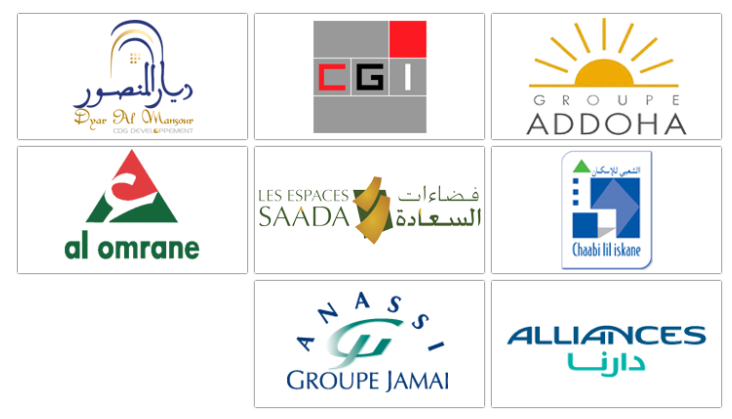 ديار المنصور
Dyar Al Mansour
CDG DEVELOPPEMENT
CGI
GROUPE
ADDOHA
ع
al omrane
LES ESPACES
SAADA
فضاءات
السعادة
الشعبي للإسكان
Chaabi lil iskane
ANASSI
GROUPE JAMAI
ALLIANCES
دارنا